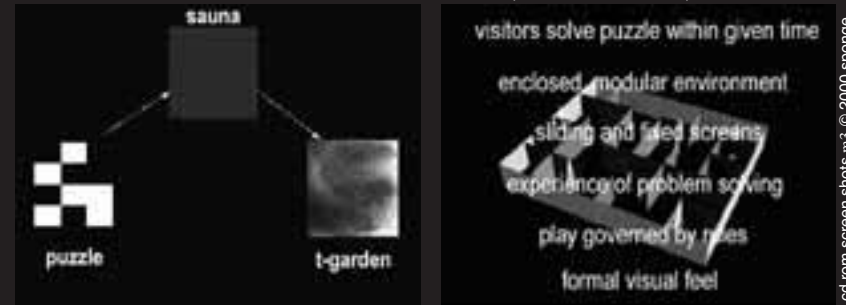 sauna
puzzle
t-garden
visitors solve puzzle within given time
enclosed, modular environment
sliding and fixed screens
experience of problem solving
play governed by rules
formal visual feel
rom screen shots m3 © 2000 sponge